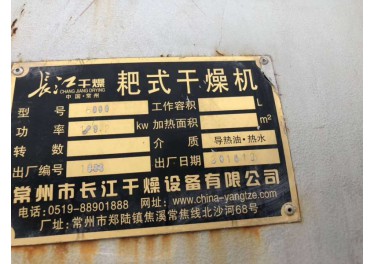 长江干燥
CHANG JIANG DRYING
中国·常州
耙式干燥机
型号 工作容积 L
功率 kw 加热面积 m²
转数 介质 导热油·热水
出厂编号 出厂日期
常州市长江干燥设备有限公司
电话:0519-88901888 网址:www.china-yangtze.com
厂址:常州市郑陆镇焦溪常焦线北沙河68号